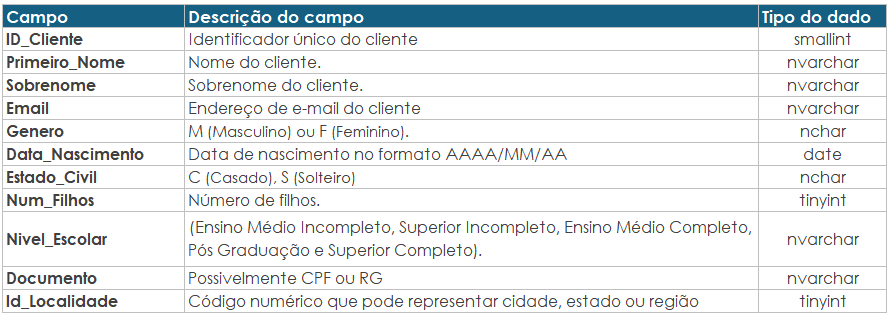 Campo Descrição do campo Tipo do dado
ID_Cliente Identificador único do cliente smallint
Primeiro_Nome Nome do cliente. nvarchar
Sobrenome Sobrenome do cliente. nvarchar
Email Endereço de e-mail do cliente nvarchar
Genero M (Masculino) ou F (Feminino). nchar
Data_Nascimento Data de nascimento no formato AAAA/MM/AA date
Estado_Civil C (Casado), S (Solteiro) nchar
Num_Filhos Número de filhos. tinyint
Nivel_Escolar (Ensino Médio Incompleto, Superior Incompleto, Ensino Médio Completo, nvarchar
Pós Graduação e Superior Completo).
Documento Possivelmente CPF ou RG nvarchar
Id_Localidade Código numérico que pode representar cidade, estado ou região tinyint